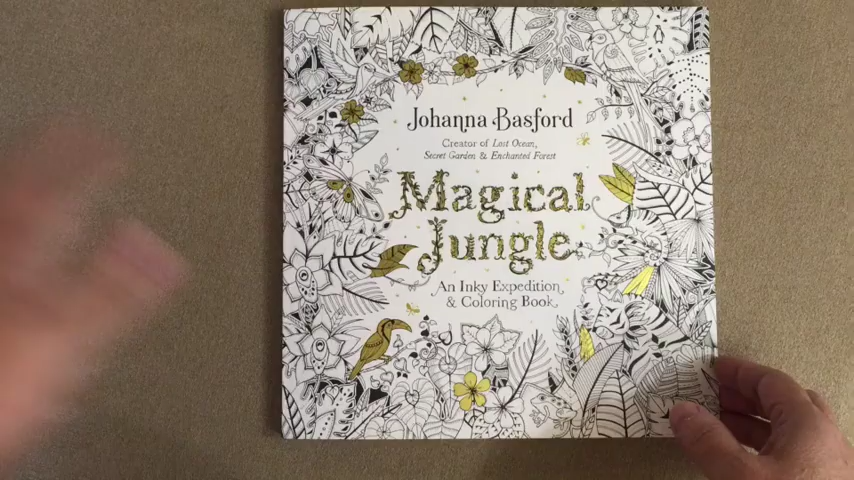 Johanna Basford
Creator of Lost Ocean,
Secret Garden & Enchanted Forest
Magical
Jungle
An Inky Expedition
& Coloring Book